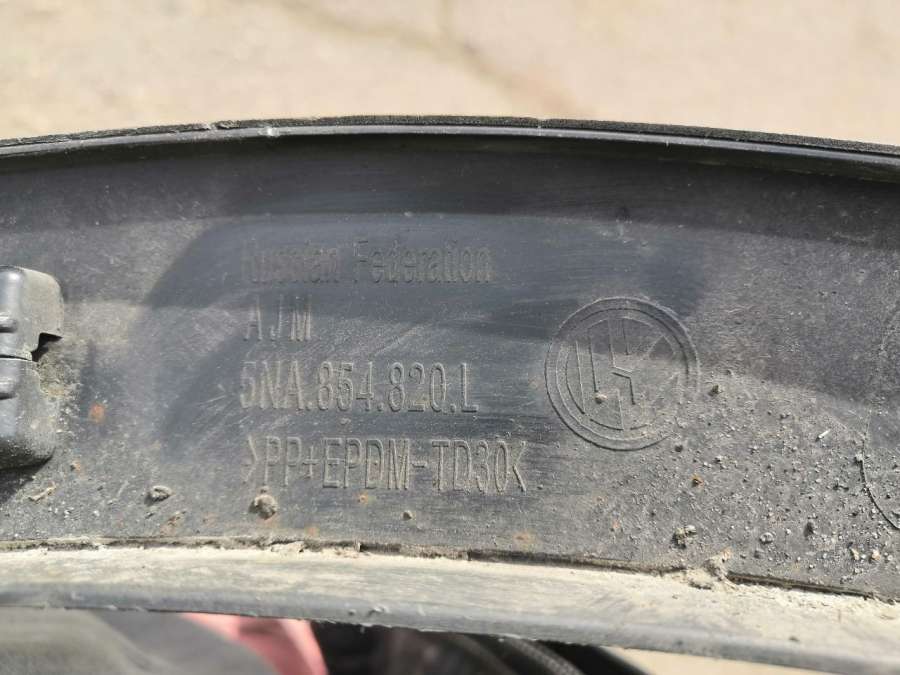 Russian Federation
AJM
5NA.854.820.L
>PP+EPDM-TD30<